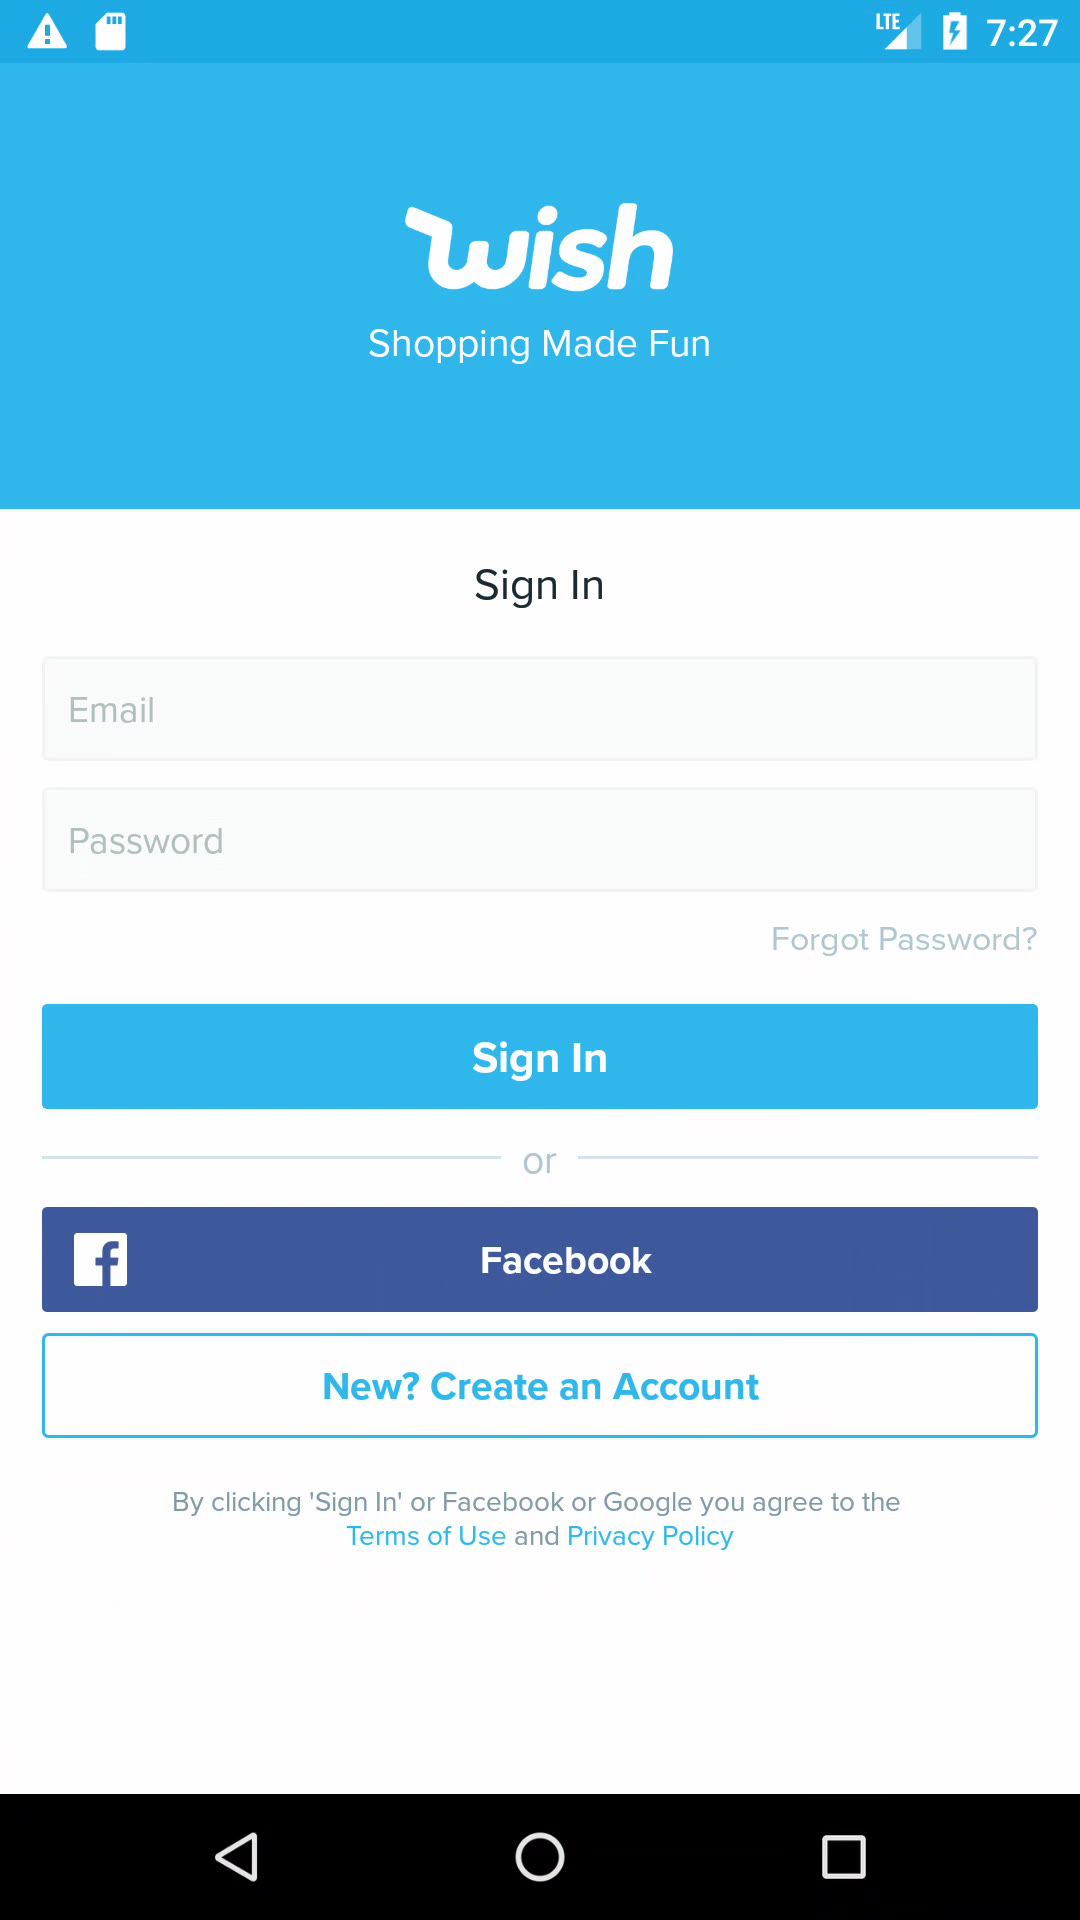 LTE 7:27
wish
Shopping Made Fun
Sign In
Email
Password
Forgot Password?
Sign In
or
Facebook
New? Create an Account
By clicking 'Sign In' or Facebook or Google you agree to the
Terms of Use and Privacy Policy